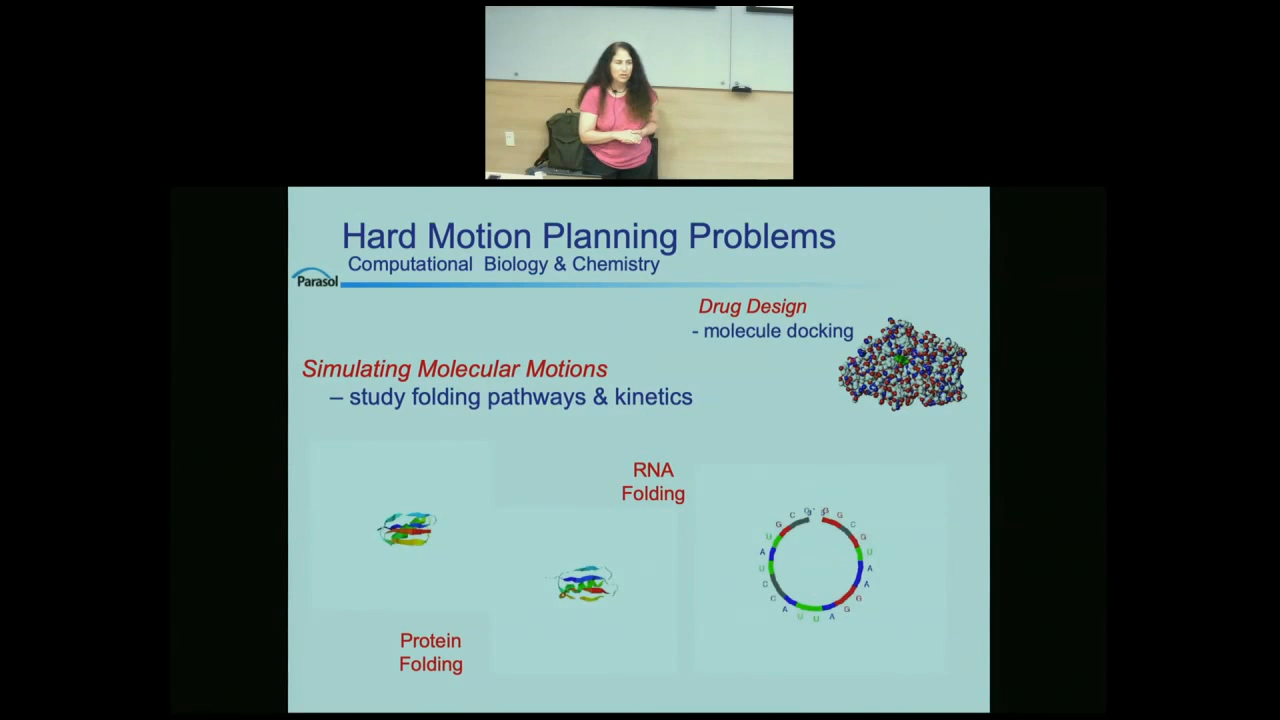 Hard Motion Planning Problems
Computational Biology & Chemistry
Parasol
Drug Design
- molecule docking
Simulating Molecular Motions
– study folding pathways & kinetics
RNA
Folding
Protein
Folding